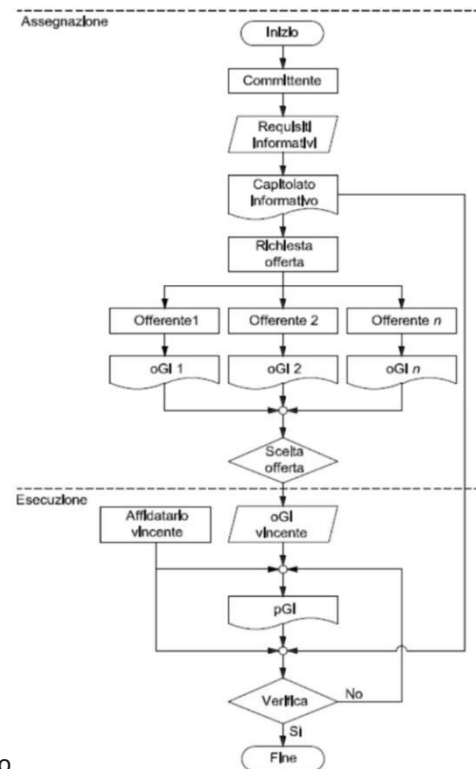 Assegnazione
Inizio
Committente
Requisiti
Informativi
Capitolato
Informativo
Richiesta
offerta
Offerente1
Offerente 2
Offerente n
oGI 1
oGI 2
oGI n
Scelta
offerta
Esecuzione
Affidatario
vincente
oGI
vincente
pGI
Verifica
No
Sì
Fine
o